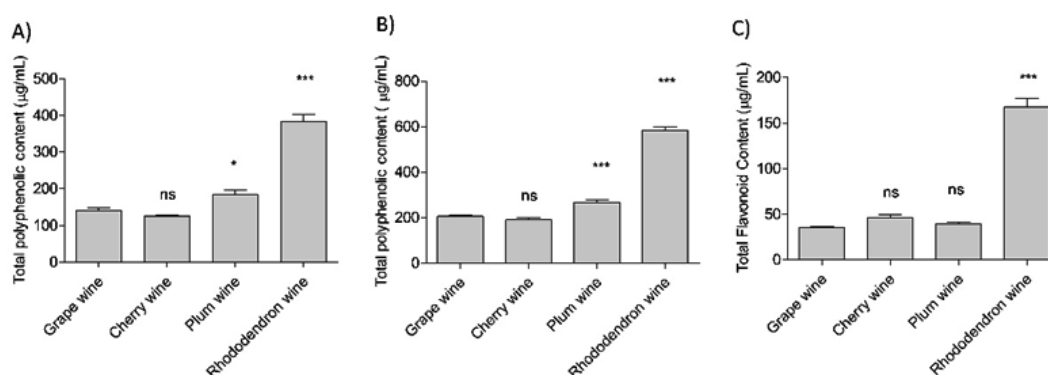 A)
Total polyphenolic content (µg/mL)
500
400
300
200
100
0
ns
*
***
Grape wine
Cherry wine
Plum wine
Rhododendron wine
B)
Total polyphenolic content ( µg/mL)
800
600
400
200
0
ns
***
***
Grape wine
Cherry wine
Plum wine
Rhododendron wine
C)
Total Flavonoid Content (µg/mL)
200
150
100
50
0
ns
ns
***
Grape wine
Cherry wine
Plum wine
Rhododendron wine